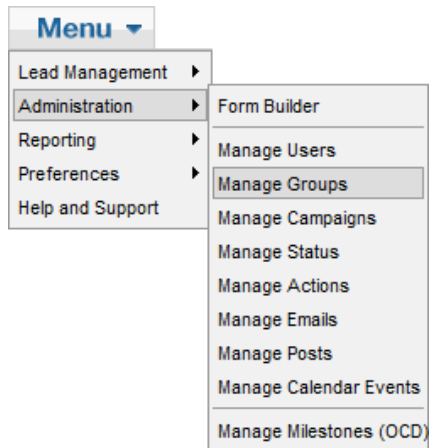 Menu
Lead Management
Administration
Reporting
Preferences
Help and Support
Form Builder
Manage Users
Manage Groups
Manage Campaigns
Manage Status
Manage Actions
Manage Emails
Manage Posts
Manage Calendar Events
Manage Milestones (OCD)